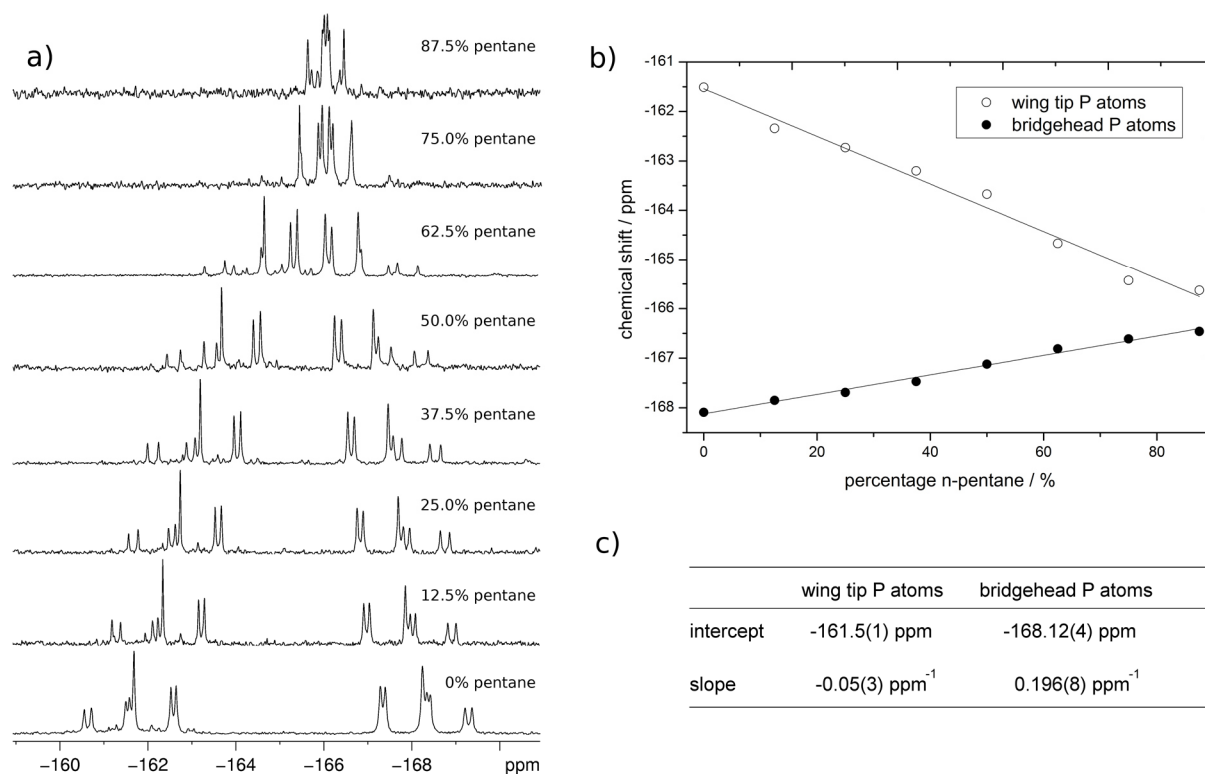 a)
87.5% pentane
75.0% pentane
62.5% pentane
50.0% pentane
37.5% pentane
25.0% pentane
12.5% pentane
0% pentane
−160 −162 −164 −166 −168 ppm
b)
-161
-162
-163
-164
-165
-166
-167
-168
chemical shift / ppm
wing tip P atoms
bridgehead P atoms
0 20 40 60 80
percentage n-pentane / %
c)
wing tip P atoms bridgehead P atoms
intercept -161.5(1) ppm -168.12(4) ppm
slope -0.05(3) ppm⁻¹ 0.196(8) ppm⁻¹